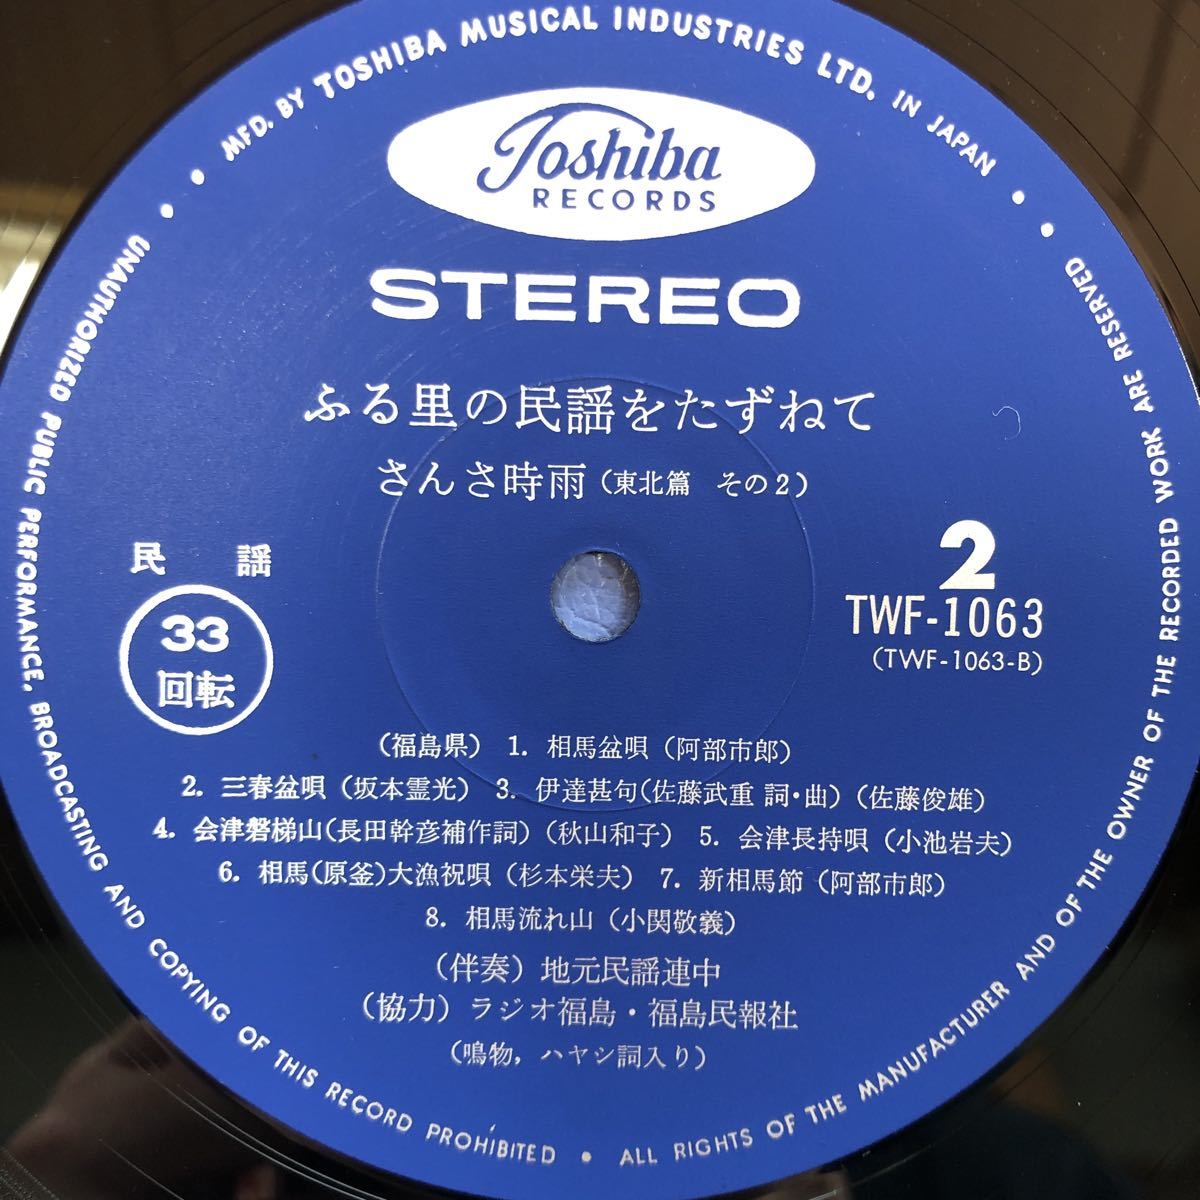 MFD. BY TOSHIBA MUSICAL INDUSTRIES LTD. IN JAPAN
Toshiba
RECORDS
STEREO
ふる里の民謡をたずねて
さんさ時雨(東北篇 その2)
民 謡
33
回転
2
TWF-1063
(TWF-1063-B)
(福島県) 1. 相馬盆唄(阿部市郎)
2. 三春盆唄(坂本霊光) 3. 伊達甚句(佐藤武重 詞・曲)(佐藤俊雄)
4. 会津磐梯山(長田幹彦補作詞)(秋山和子) 5. 会津長持唄(小池岩夫)
6. 相馬(原釜)大漁祝唄(杉本栄夫) 7. 新相馬節(阿部市郎)
8. 相馬流れ山(小関敬義)
(伴奏)地元民謡連中
(協力)ラジオ福島・福島民報社
(鳴物,ハヤシ詞入り)
UNAUTHORIZED PUBLIC PERFORMANCE, BROADCASTING AND COPYING OF THIS RECORD PROHIBITED • ALL RIGHTS OF THE MANUFACTURER AND OF THE OWNER OF THE RECORDED WORK ARE RESERVED